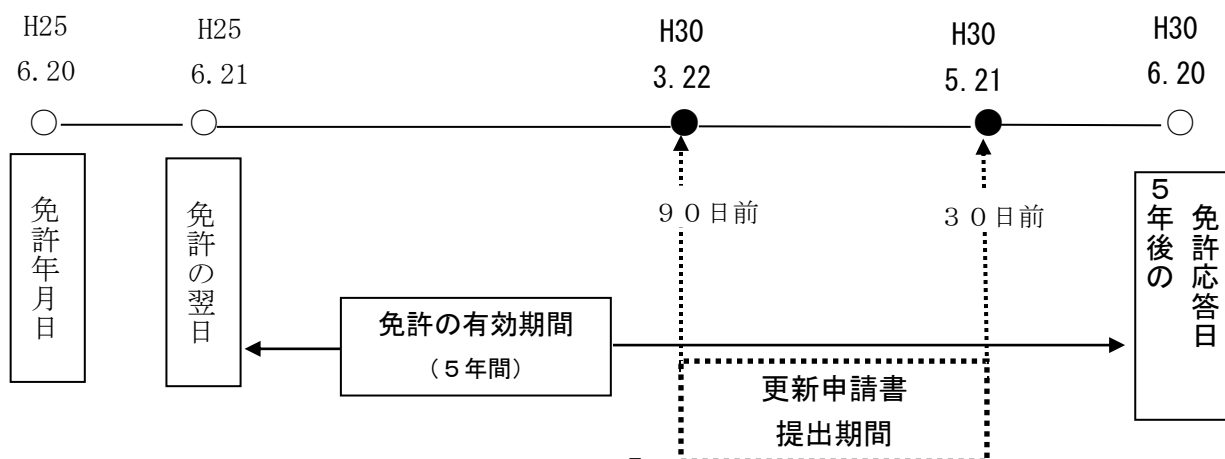 H25
6.20
H25
6.21
H30
3.22
H30
5.21
H30
6.20
免許年月日
免許の翌日
９０日前
３０日前
免許応答日
５年後の
免許の有効期間
（５年間）
更新申請書
提出期間